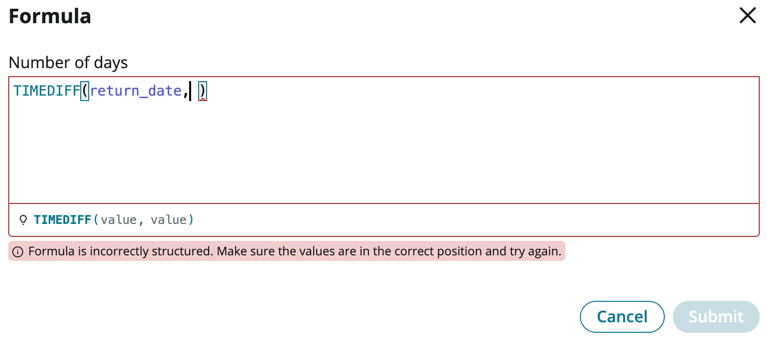 Formula
Number of days
TIMEDIFF(return_date, )
TIMEDIFF(value, value)
Formula is incorrectly structured. Make sure the values are in the correct position and try again.
Cancel Submit